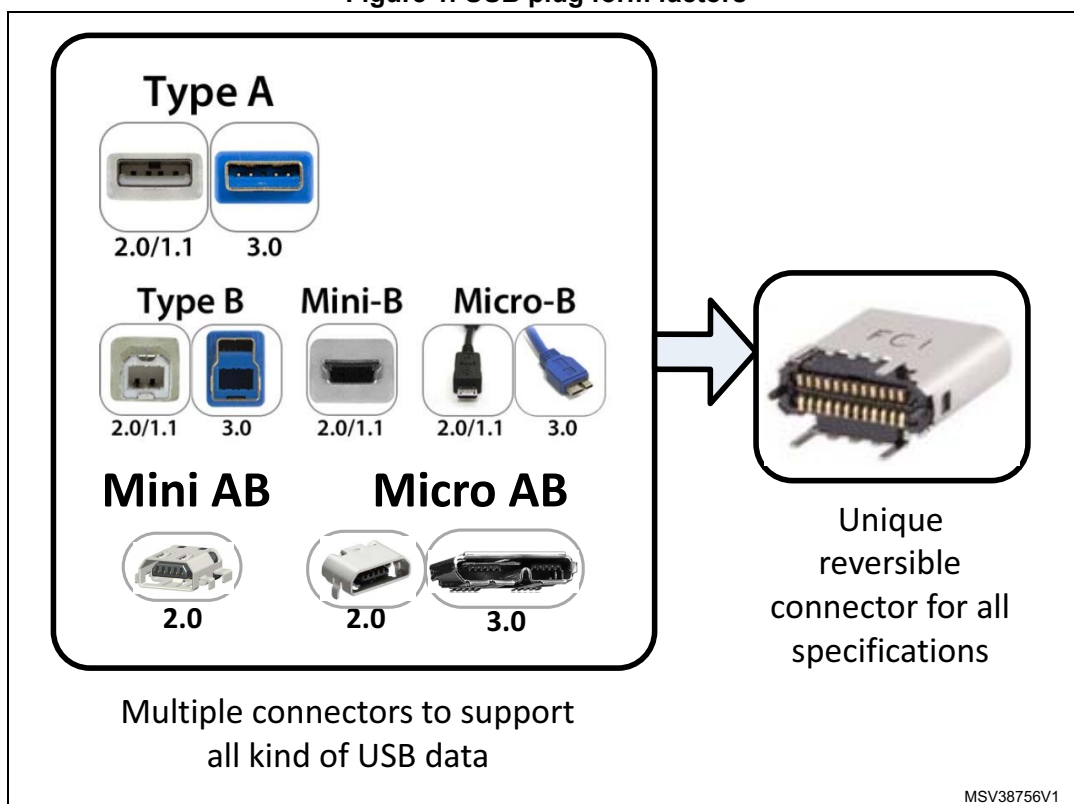 Type A
2.0/1.1 3.0
Type B Mini-B Micro-B
2.0/1.1 3.0 2.0/1.1 2.0/1.1 3.0
Mini AB Micro AB
2.0 2.0 3.0
FCI
Unique
reversible
connector for all
specifications
Multiple connectors to support
all kind of USB data
MSV38756V1